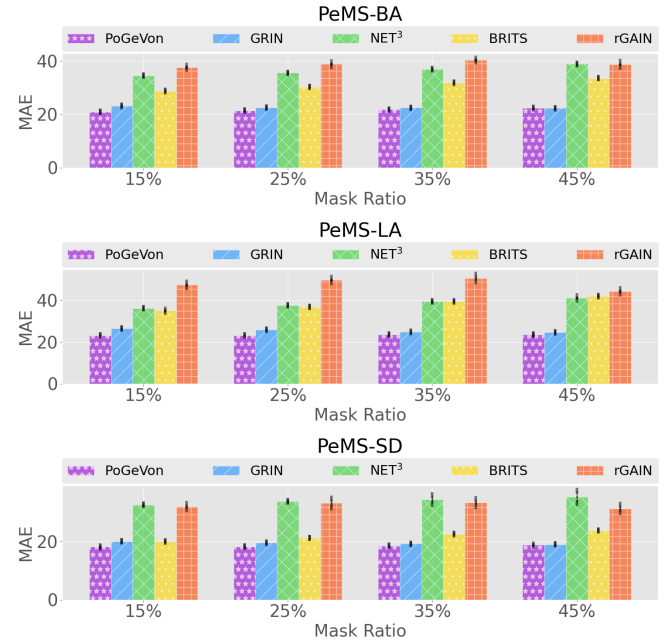 PeMS-BA
PoGeVon GRIN NET³ BRITS rGAIN
40
20
0
MAE
15% 25% 35% 45%
Mask Ratio
PeMS-LA
PoGeVon GRIN NET³ BRITS rGAIN
40
20
0
MAE
15% 25% 35% 45%
Mask Ratio
PeMS-SD
PoGeVon GRIN NET³ BRITS rGAIN
20
0
MAE
15% 25% 35% 45%
Mask Ratio